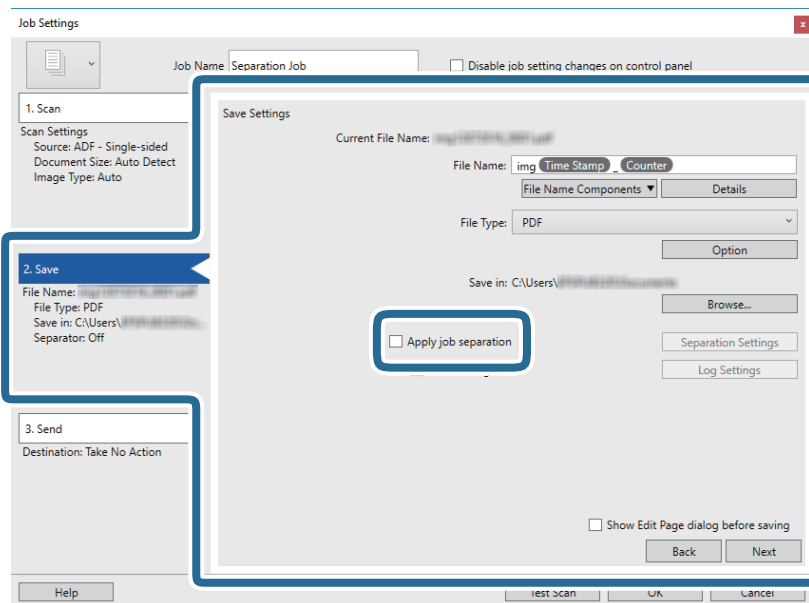 Job Settings
x
Job Name Separation Job
Disable job setting changes on control panel
1. Scan
Scan Settings
Source: ADF - Single-sided
Document Size: Auto Detect
Image Type: Auto
2. Save
File Name:
File Type: PDF
Save in: C:\Users\
Separator: Off
3. Send
Destination: Take No Action
Save Settings
Current File Name:
File Name: img Time Stamp _ Counter
File Name Components ▼ Details
File Type: PDF
Option
Save in: C:\Users\
Browse...
Apply job separation
Separation Settings
Log Settings
Show Edit Page dialog before saving
Back Next
Help Test Scan OK Cancel